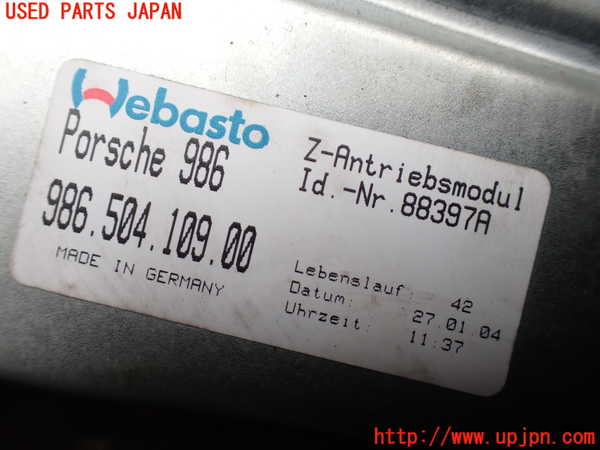 USED PARTS JAPAN
Webasto
Porsche 986
986.504.109.00
MADE IN GERMANY
Z-Antriebsmodul
Id.-Nr.88397A
Lebenslauf: 42
Datum: 27.01.04
Uhrzeit: 11:37
http://www.upjpn.com/